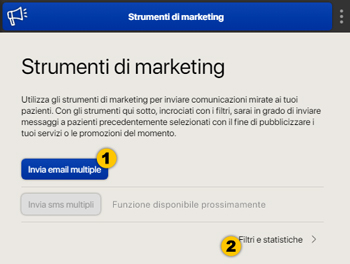 Strumenti di marketing
Strumenti di marketing
Utilizza gli strumenti di marketing per inviare comunicazioni mirate ai tuoi
pazienti. Con gli strumenti qui sotto, incrociati con i filtri, sarai in grado di inviare
messaggi a pazienti precedentemente selezionati con il fine di pubblicizzare i
tuoi servizi o le promozioni del momento.
1
Invia email multiple
Invia sms multipli Funzione disponibile prossimamente
2 Filtri e statistiche